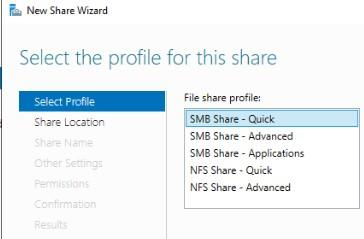 New Share Wizard
Select the profile for this share
Select Profile
Share Location
Share Name
Other Settings
Permissions
Confirmation
Results
File share profile:
SMB Share - Quick
SMB Share - Advanced
SMB Share - Applications
NFS Share - Quick
NFS Share - Advanced